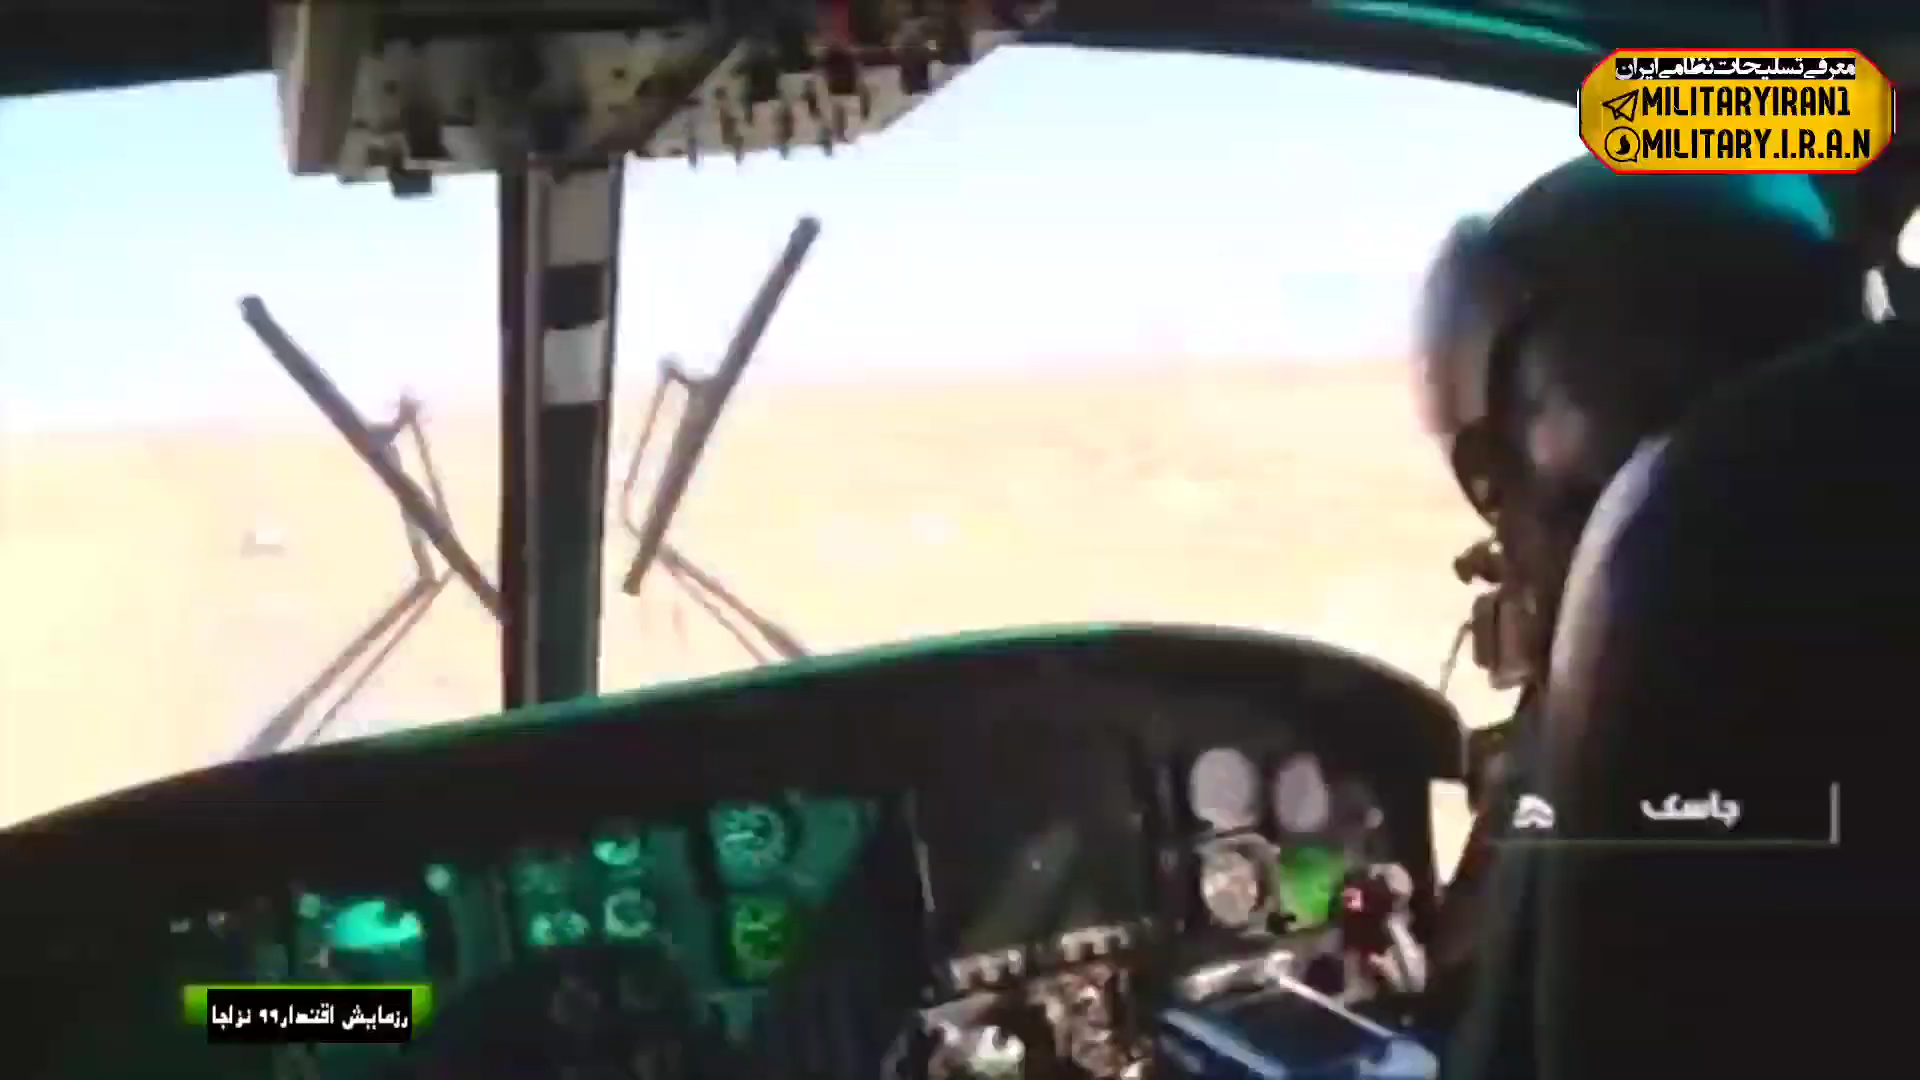 معرفی تسلیحات نظامی ایران
MILITARYIRAN1
MILITARY.I.R.A.N
جاسک
رزمایش اقتدار۹۹ نزاجا